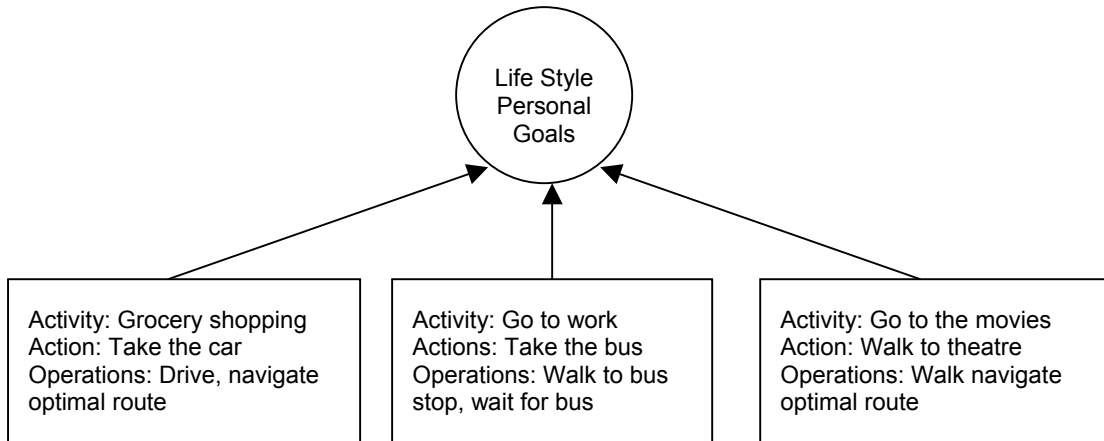 Life Style
Personal
Goals
Activity: Grocery shopping
Action: Take the car
Operations: Drive, navigate
optimal route
Activity: Go to work
Actions: Take the bus
Operations: Walk to bus
stop, wait for bus
Activity: Go to the movies
Action: Walk to theatre
Operations: Walk navigate
optimal route